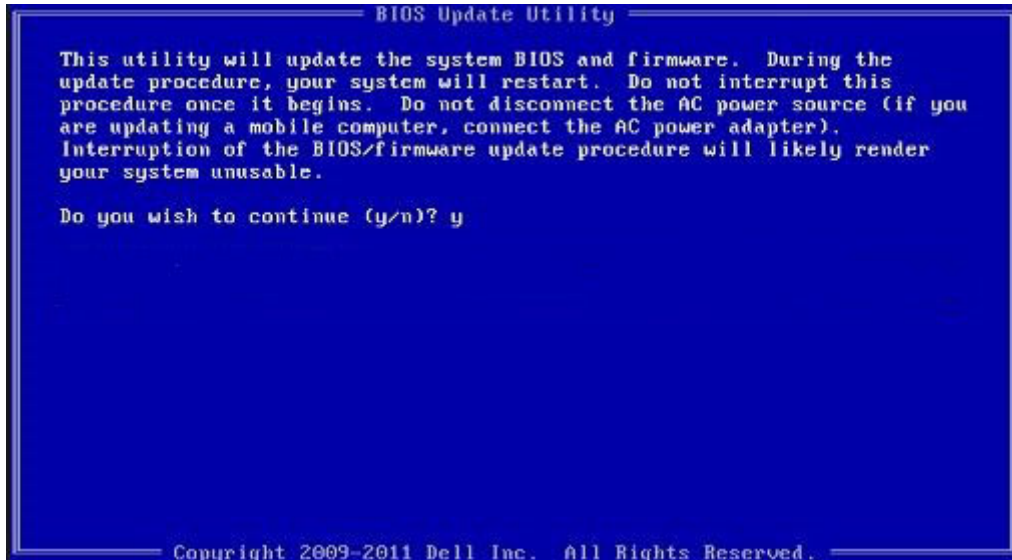 BIOS Update Utility
This utility will update the system BIOS and firmware. During the
update procedure, your system will restart. Do not interrupt this
procedure once it begins. Do not disconnect the AC power source (if you
are updating a mobile computer, connect the AC power adapter).
Interruption of the BIOS/firmware update procedure will likely render
your system unusable.
Do you wish to continue (y/n)? y
Copyright 2009-2011 Dell Inc. All Rights Reserved.